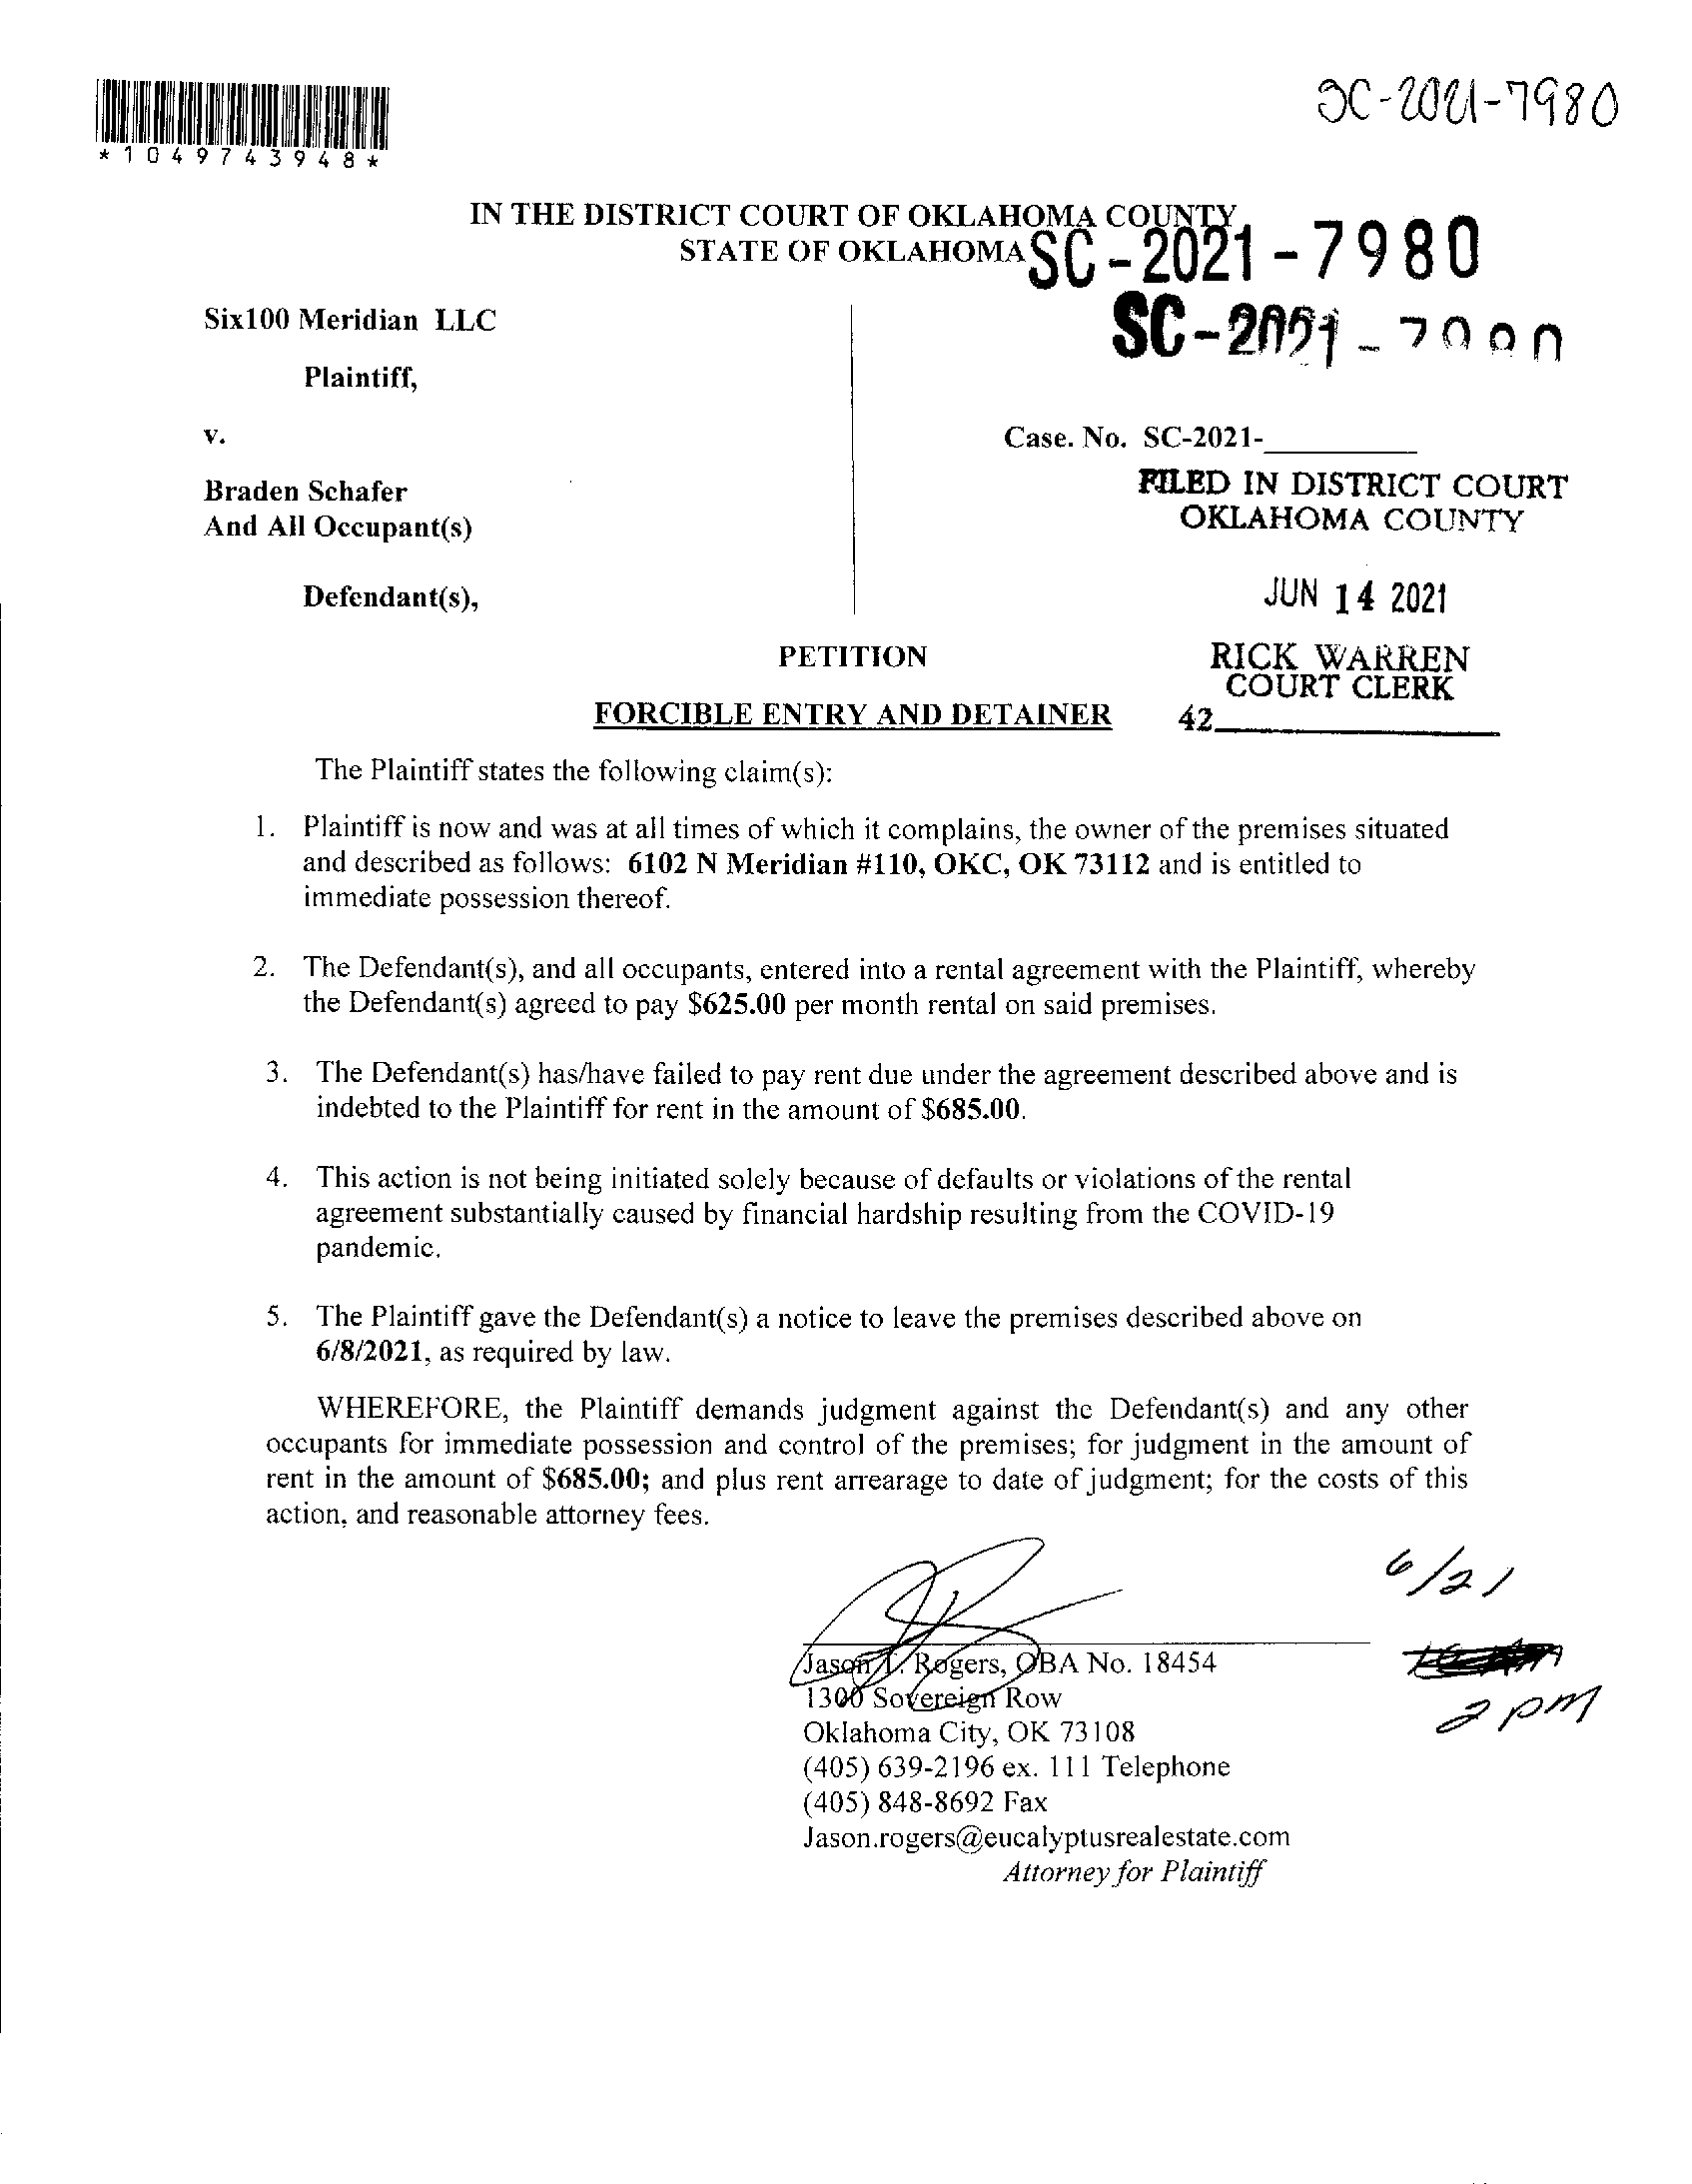 *1049743948*
SC-2021-7980
IN THE DISTRICT COURT OF OKLAHOMA COUNTY
STATE OF OKLAHOMA
SC-2021-7980
SC-2021-
Six100 Meridian LLC
Plaintiff,
v.
Case. No. SC-2021-__________
Braden Schafer
And All Occupant(s)
Defendant(s),
FILED IN DISTRICT COURT
OKLAHOMA COUNTY
JUN 14 2021
RICK WARREN
COURT CLERK
42__________
PETITION
FORCIBLE ENTRY AND DETAINER
The Plaintiff states the following claim(s):
1. Plaintiff is now and was at all times of which it complains, the owner of the premises situated
and described as follows: 6102 N Meridian #110, OKC, OK 73112 and is entitled to
immediate possession thereof.
2. The Defendant(s), and all occupants, entered into a rental agreement with the Plaintiff, whereby
the Defendant(s) agreed to pay $625.00 per month rental on said premises.
3. The Defendant(s) has/have failed to pay rent due under the agreement described above and is
indebted to the Plaintiff for rent in the amount of $685.00.
4. This action is not being initiated solely because of defaults or violations of the rental
agreement substantially caused by financial hardship resulting from the COVID-19
pandemic.
5. The Plaintiff gave the Defendant(s) a notice to leave the premises described above on
6/8/2021, as required by law.
WHEREFORE, the Plaintiff demands judgment against the Defendant(s) and any other
occupants for immediate possession and control of the premises; for judgment in the amount of
rent in the amount of $685.00; and plus rent arrearage to date of judgment; for the costs of this
action, and reasonable attorney fees.
6/21
2 pm
Jason Rogers, OBA No. 18454
1300 Sovereign Row
Oklahoma City, OK 73108
(405) 639-2196 ex. 111 Telephone
(405) 848-8692 Fax
Jason.rogers@eucalyptusrealestate.com
Attorney for Plaintiff